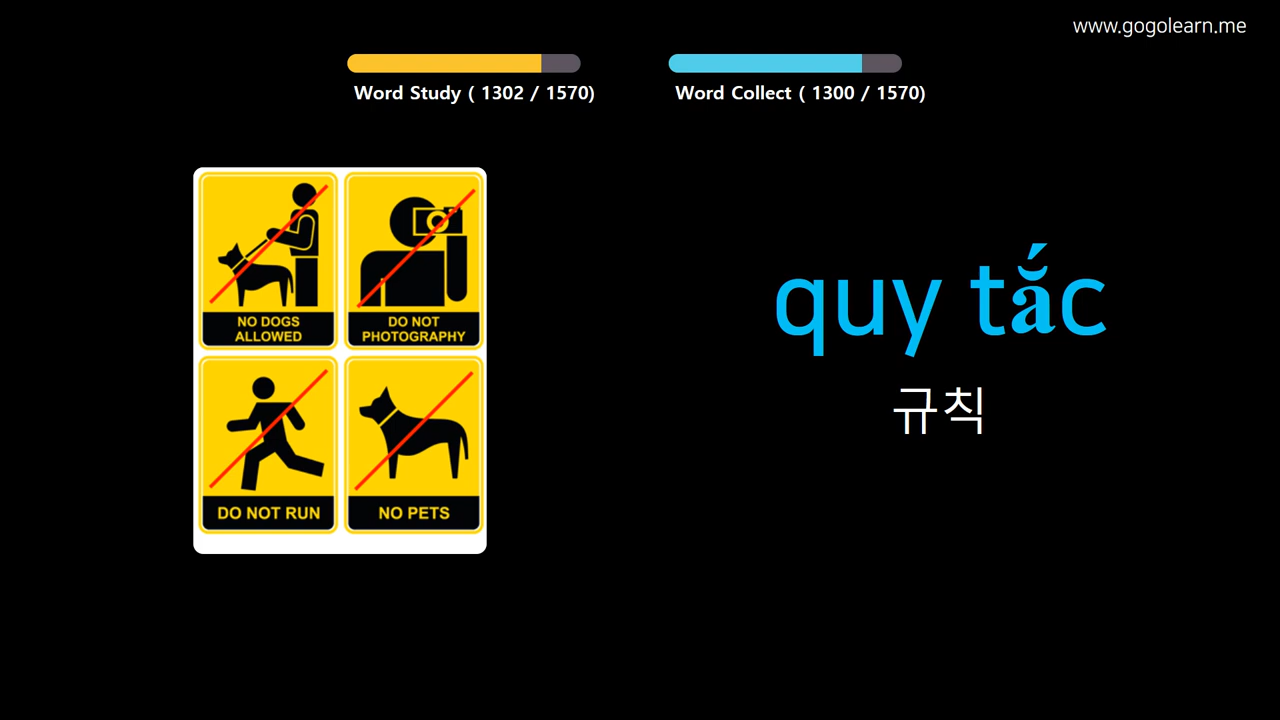 www.gogolearn.me
Word Study ( 1302 / 1570)
Word Collect ( 1300 / 1570)
NO DOGS
ALLOWED
DO NOT
PHOTOGRAPHY
DO NOT RUN
NO PETS
quy tắc
규칙